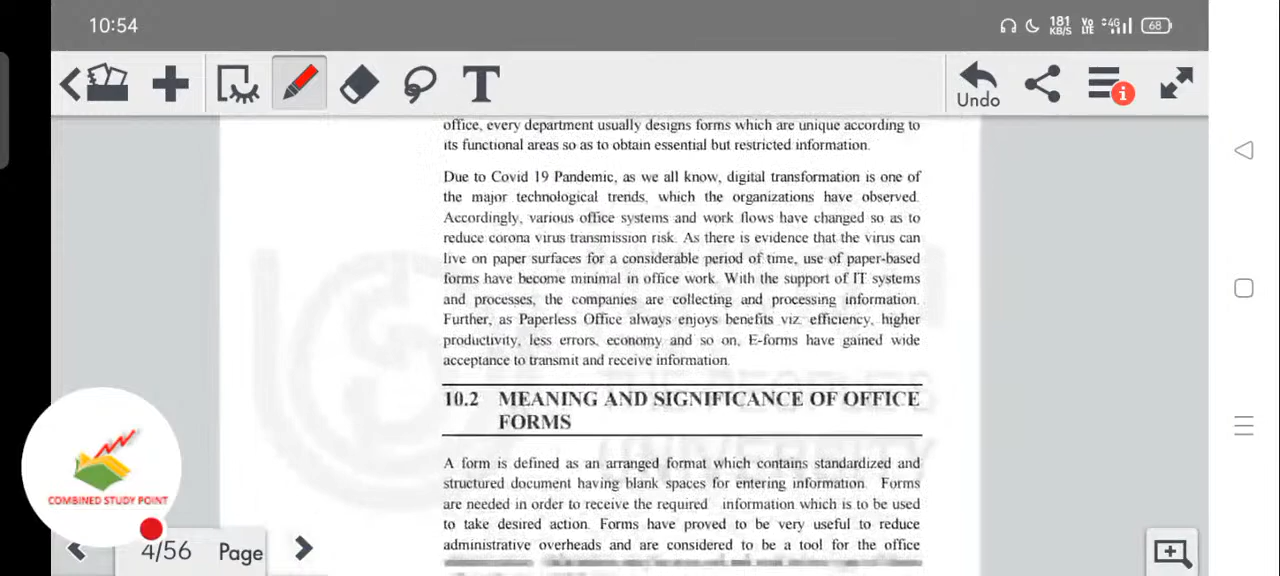 10:54
181 KB/S Vo LTE 4G 68
T
Undo
i
office, every department usually designs forms which are unique according to
its functional areas so as to obtain essential but restricted information.
Due to Covid 19 Pandemic, as we all know, digital transformation is one of
the major technological trends, which the organizations have observed.
Accordingly, various office systems and work flows have changed so as to
reduce corona virus transmission risk. As there is evidence that the virus can
live on paper surfaces for a considerable period of time, use of paper-based
forms have become minimal in office work. With the support of IT systems
and processes, the companies are collecting and processing information.
Further, as Paperless Office always enjoys benefits viz efficiency, higher
productivity, less errors, economy and so on, E-forms have gained wide
acceptance to transmit and receive information.
THE PEOPLE'S
UNIVERSITY
10.2 MEANING AND SIGNIFICANCE OF OFFICE
FORMS
A form is defined as an arranged format which contains standardized and
structured document having blank spaces for entering information. Forms
are needed in order to receive the required information which is to be used
to take desired action. Forms have proved to be very useful to reduce
administrative overheads and are considered to be a tool for the office
COMBINED STUDY POINT
4/56 Page